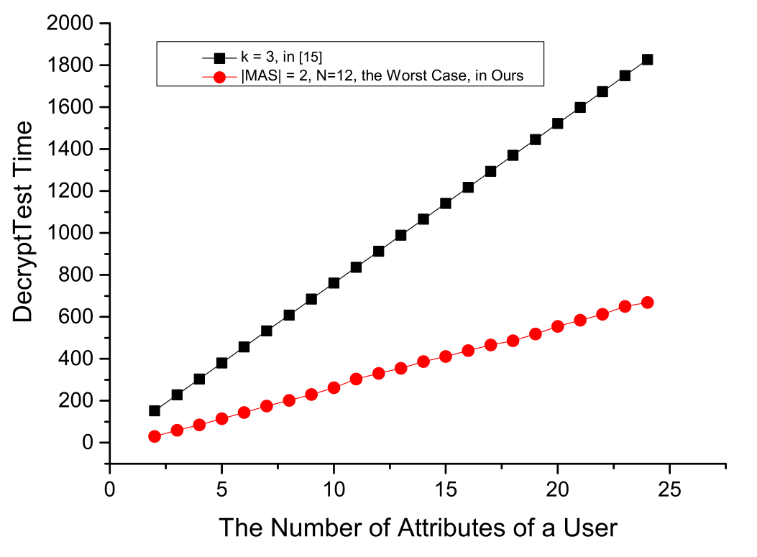 2000
1800
1600
1400
1200
1000
800
600
400
200
0
DecryptTest Time
k = 3, in [15]
|MAS| = 2, N=12, the Worst Case, in Ours
0 5 10 15 20 25
The Number of Attributes of a User